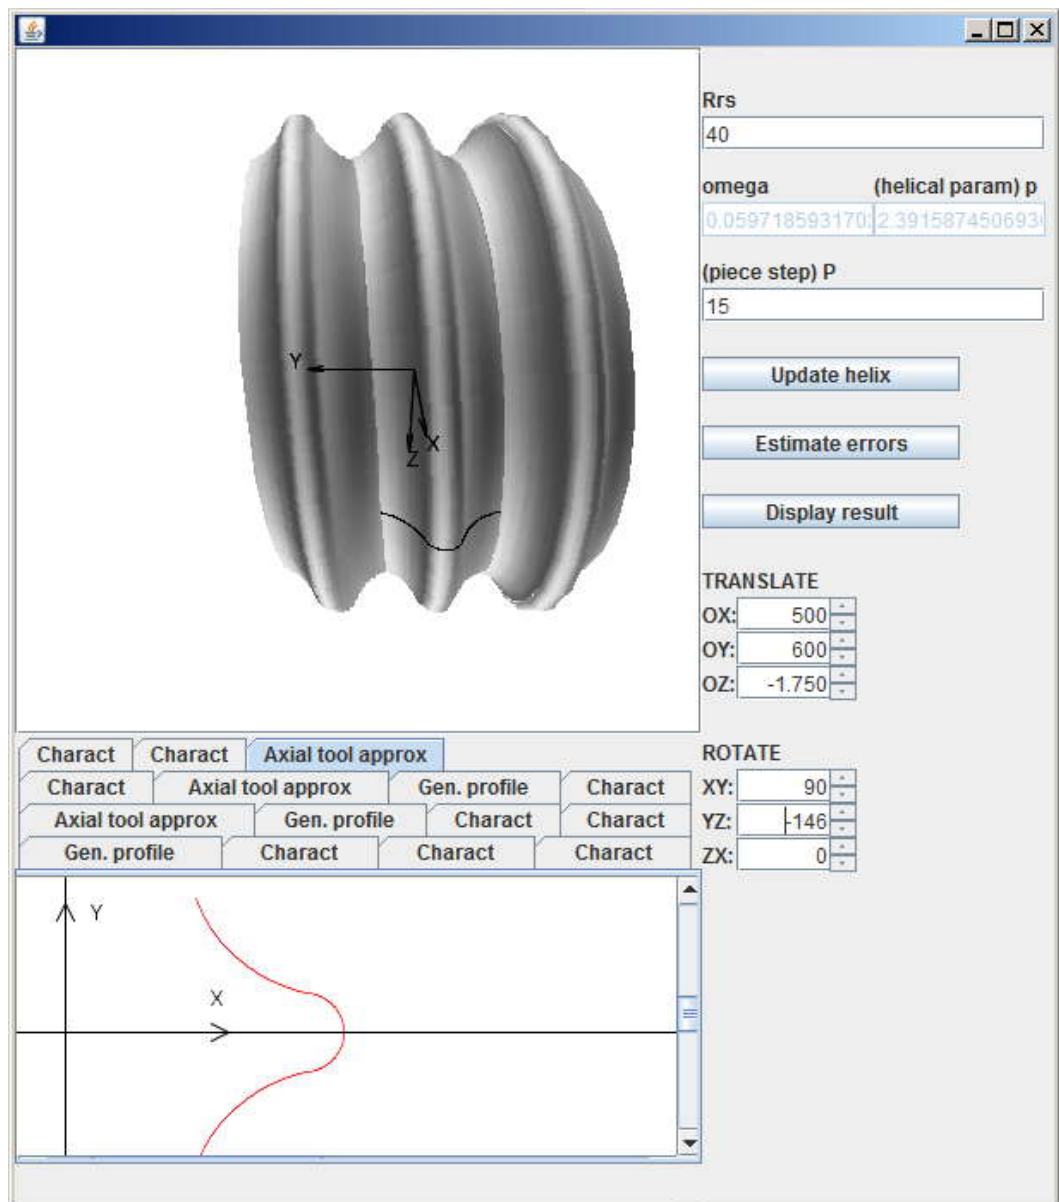 Rrs
40
omega (helical param) p
0.059718593170 2.391587450693
(piece step) P
15
Y
X
Z
Update helix
Estimate errors
Display result
TRANSLATE
OX: 500
OY: 600
OZ: -1.750
Charact Charact Axial tool approx
Charact Axial tool approx Gen. profile Charact
Axial tool approx Gen. profile Charact Charact
Gen. profile Charact Charact Charact
ROTATE
XY: 90
YZ: -146
ZX: 0
Y
X